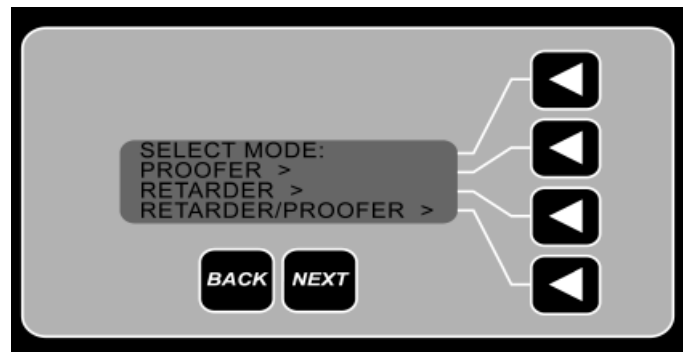 SELECT MODE:
PROOFER >
RETARDER >
RETARDER/PROOFER >
BACK NEXT